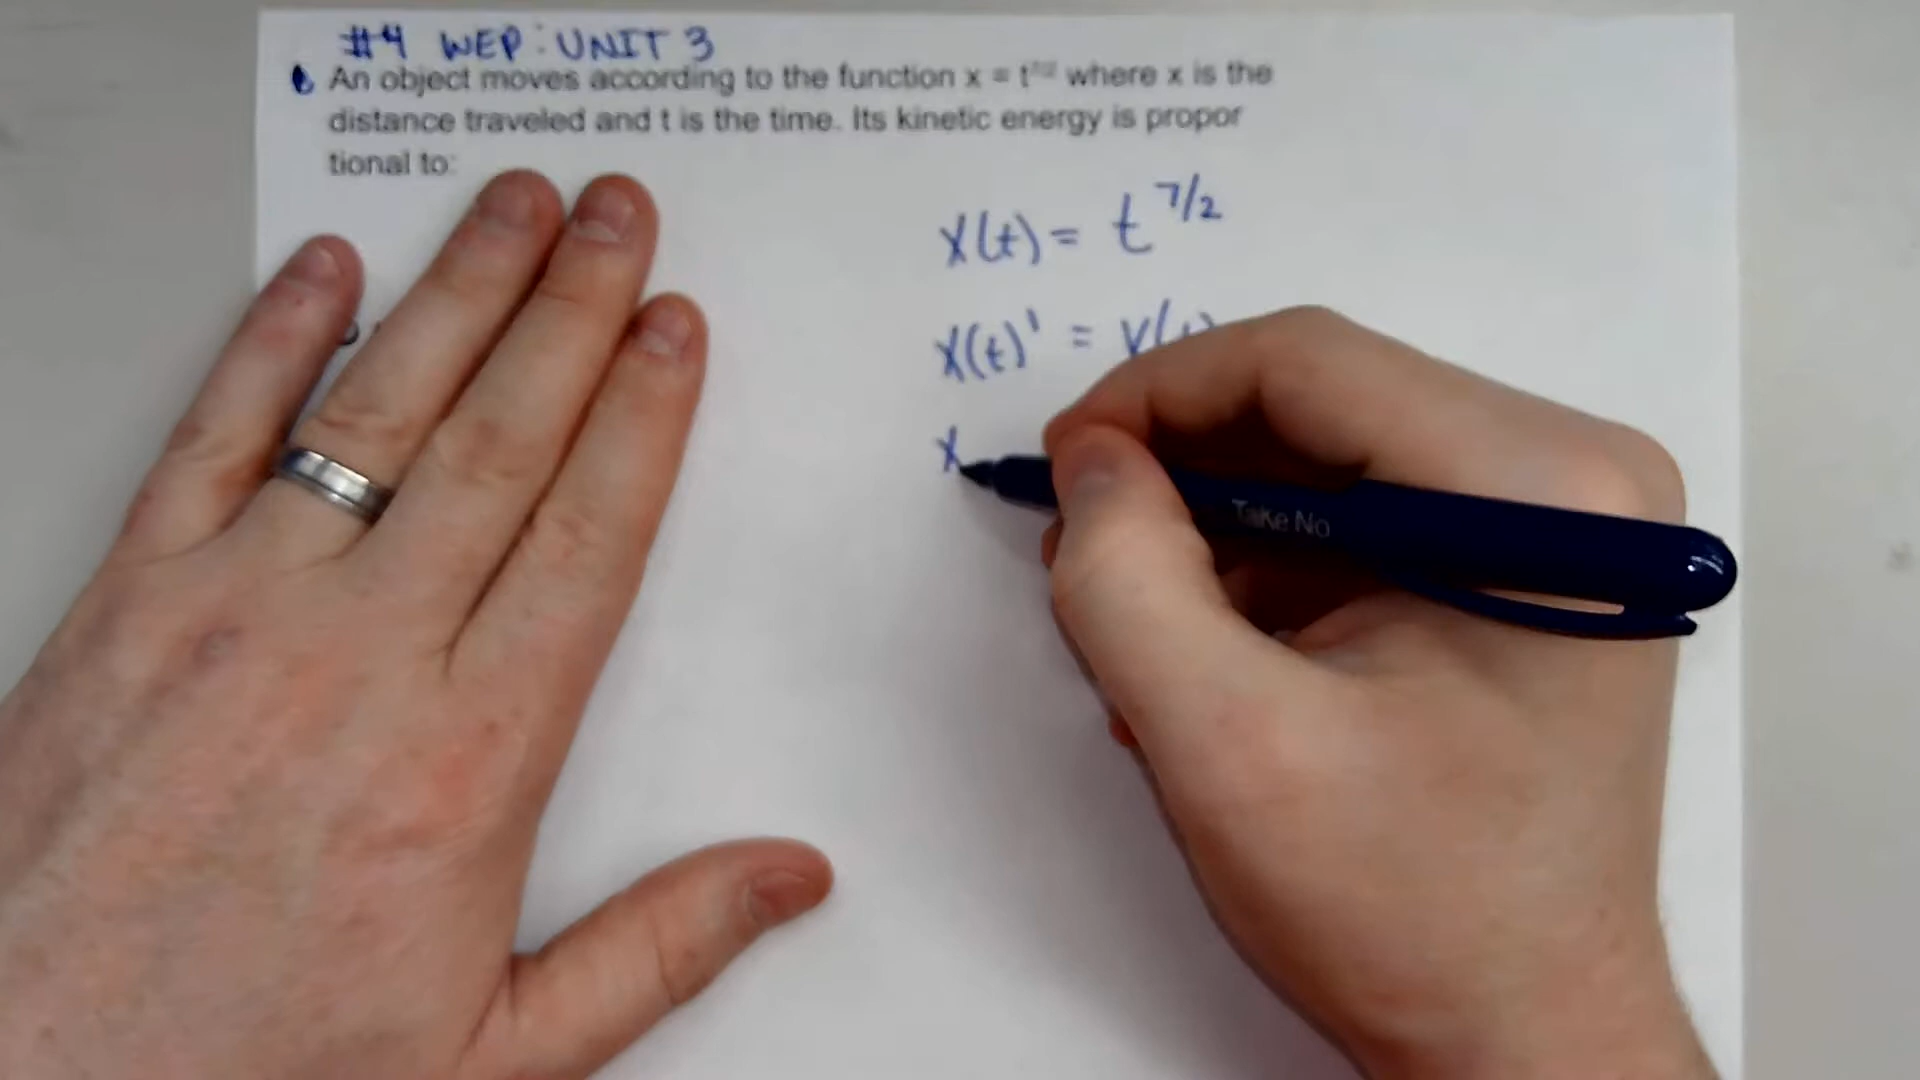 #4 WEP: UNIT 3
An object moves according to the function x = t where x is the
distance traveled and t is the time. Its kinetic energy is propor
tional to:
x(t) = t^7/2
x(t)' = v(
x
Take No